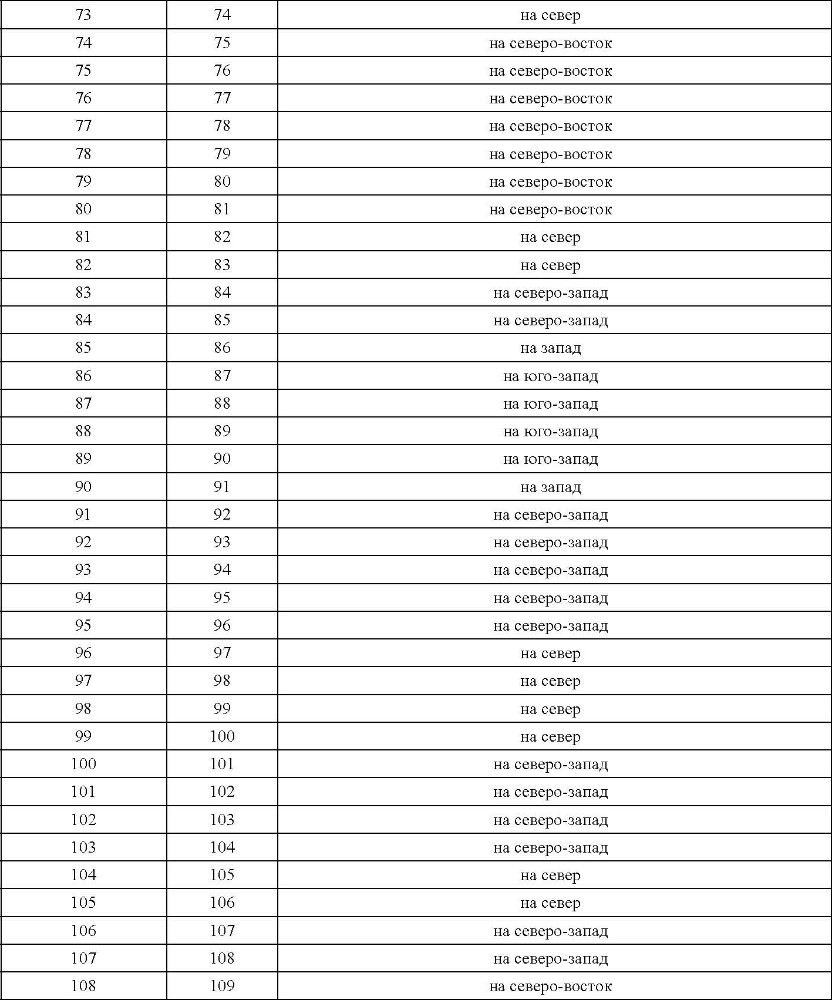 73 74 на север
74 75 на северо-восток
75 76 на северо-восток
76 77 на северо-восток
77 78 на северо-восток
78 79 на северо-восток
79 80 на северо-восток
80 81 на северо-восток
81 82 на север
82 83 на север
83 84 на северо-запад
84 85 на северо-запад
85 86 на запад
86 87 на юго-запад
87 88 на юго-запад
88 89 на юго-запад
89 90 на юго-запад
90 91 на запад
91 92 на северо-запад
92 93 на северо-запад
93 94 на северо-запад
94 95 на северо-запад
95 96 на северо-запад
96 97 на север
97 98 на север
98 99 на север
99 100 на север
100 101 на северо-запад
101 102 на северо-запад
102 103 на северо-запад
103 104 на северо-запад
104 105 на север
105 106 на север
106 107 на северо-запад
107 108 на северо-запад
108 109 на северо-восток